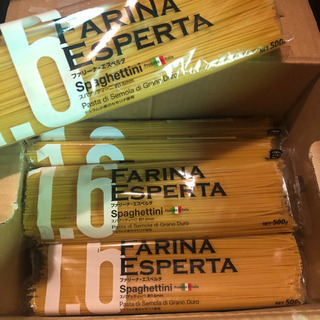 1.6
FARINA
ESPERTA
ファリーナ・エスペルタ
Spaghettini
Pasta di Semola di Grano Duro
NET 500g
1.6
1.6
FARINA
ESPERTA
ファリーナ・エスペルタ
Spaghettini
Pasta di Semola di Grano Duro
NET 500g
1.6
FARINA
ESPERTA
ファリーナ・エスペルタ
Spaghettini
Pasta di Semola di Grano Duro
NET 500g